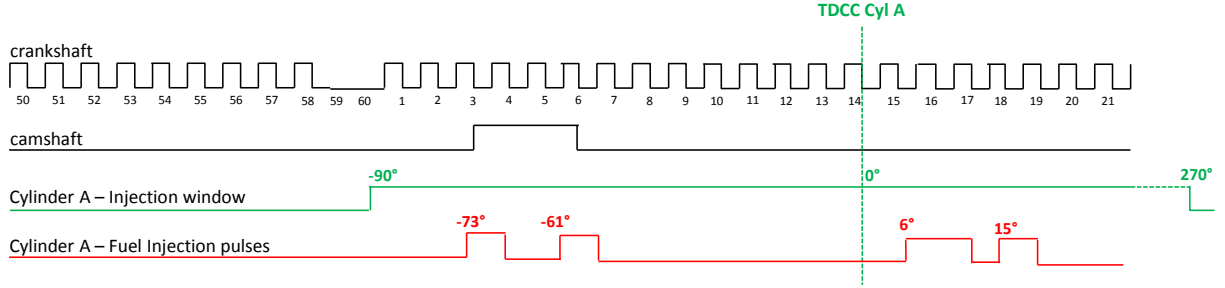 TDCC Cyl A
crankshaft
50 51 52 53 54 55 56 57 58 59 60 1 2 3 4 5 6 7 8 9 10 11 12 13 14 15 16 17 18 19 20 21
camshaft
-90° 0° 270°
Cylinder A – Injection window
-73° -61° 6° 15°
Cylinder A – Fuel Injection pulses